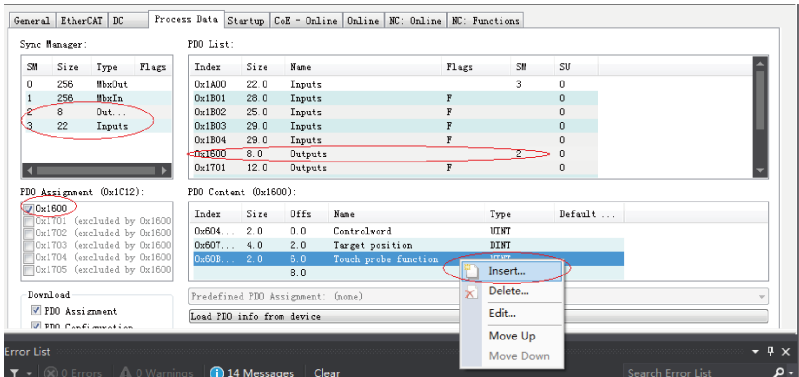 General EtherCAT DC Process Data Startup CoE - Online Online NC: Online NC: Functions
Sync Manager:
SM Size Type Flags
0 256 MbxOut
1 256 MbxIn
2 8 Out...
3 22 Inputs
PDO List:
Index Size Name Flags SM SU
0x1A00 22.0 Inputs 3 0
0x1B01 28.0 Inputs F 0
0x1B02 25.0 Inputs F 0
0x1B03 29.0 Inputs F 0
0x1B04 29.0 Inputs F 0
0x1600 8.0 Outputs 2 0
0x1701 12.0 Outputs F 0
PDO Assignment (0x1C12):
0x1600
0x1701 (excluded by 0x1600
0x1702 (excluded by 0x1600
0x1703 (excluded by 0x1600
0x1704 (excluded by 0x1600
0x1705 (excluded by 0x1600
PDO Content (0x1600):
Index Size Offs Name Type Default ...
0x604... 2.0 0.0 Controlword UINT
0x607... 4.0 2.0 Target position DINT
0x60B... 2.0 6.0 Touch probe function UINT
8.0
Insert...
Delete...
Edit...
Move Up
Move Down
Download
PDO Assignment
PDO Configuration
Predefined PDO Assignment: (none)
Load PDO info from device
Error List
0 Errors 0 Warnings 14 Messages Clear Search Error List